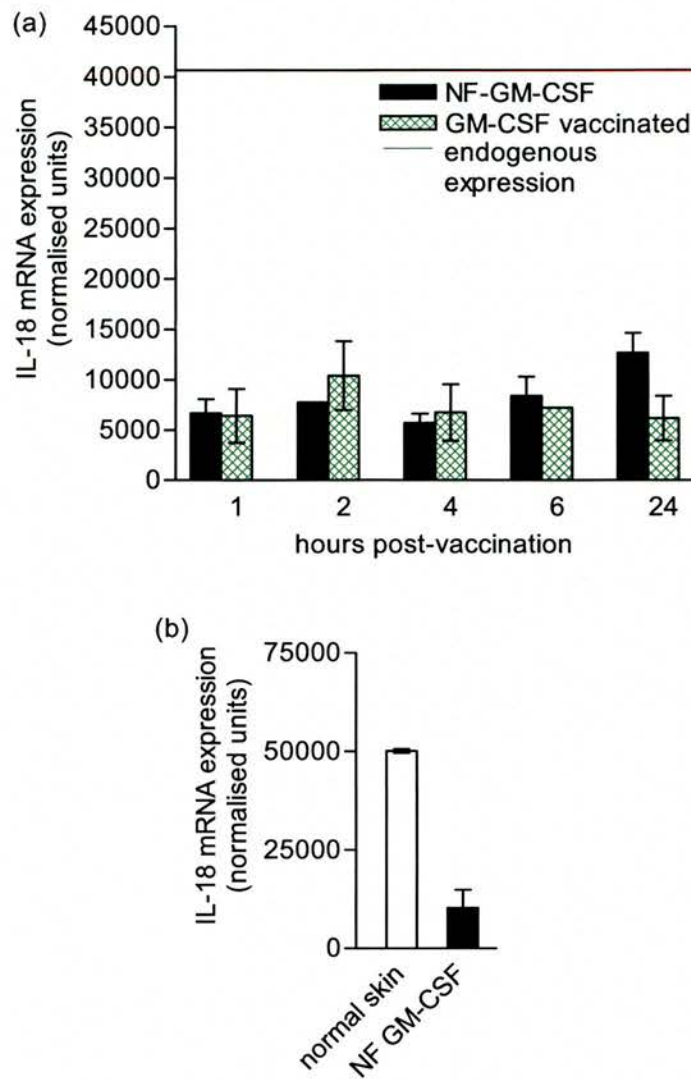 (a)
IL-18 mRNA expression
(normalised units)
45000
40000
35000
30000
25000
20000
15000
10000
5000
0
NF-GM-CSF
GM-CSF vaccinated
endogenous
expression
1 2 4 6 24
hours post-vaccination
(b)
IL-18 mRNA expression
(normalised units)
75000
50000
25000
0
normal skin
NF GM-CSF